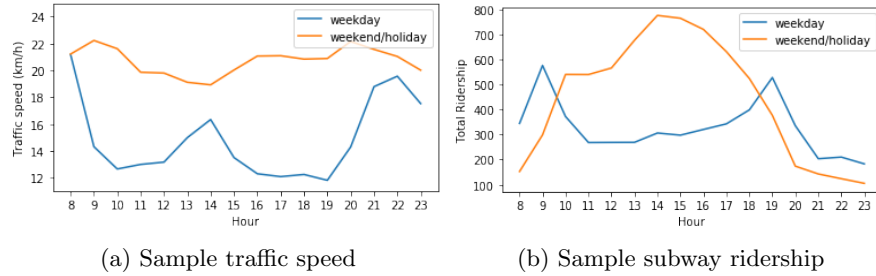 weekday
weekend/holiday
24
22
20
18
16
14
12
Traffic speed (km/h)
8 9 10 11 12 13 14 15 16 17 18 19 20 21 22 23
Hour
(a) Sample traffic speed
weekday
weekend/holiday
800
700
600
500
400
300
200
100
Total Ridership
8 9 10 11 12 13 14 15 16 17 18 19 20 21 22 23
Hour
(b) Sample subway ridership